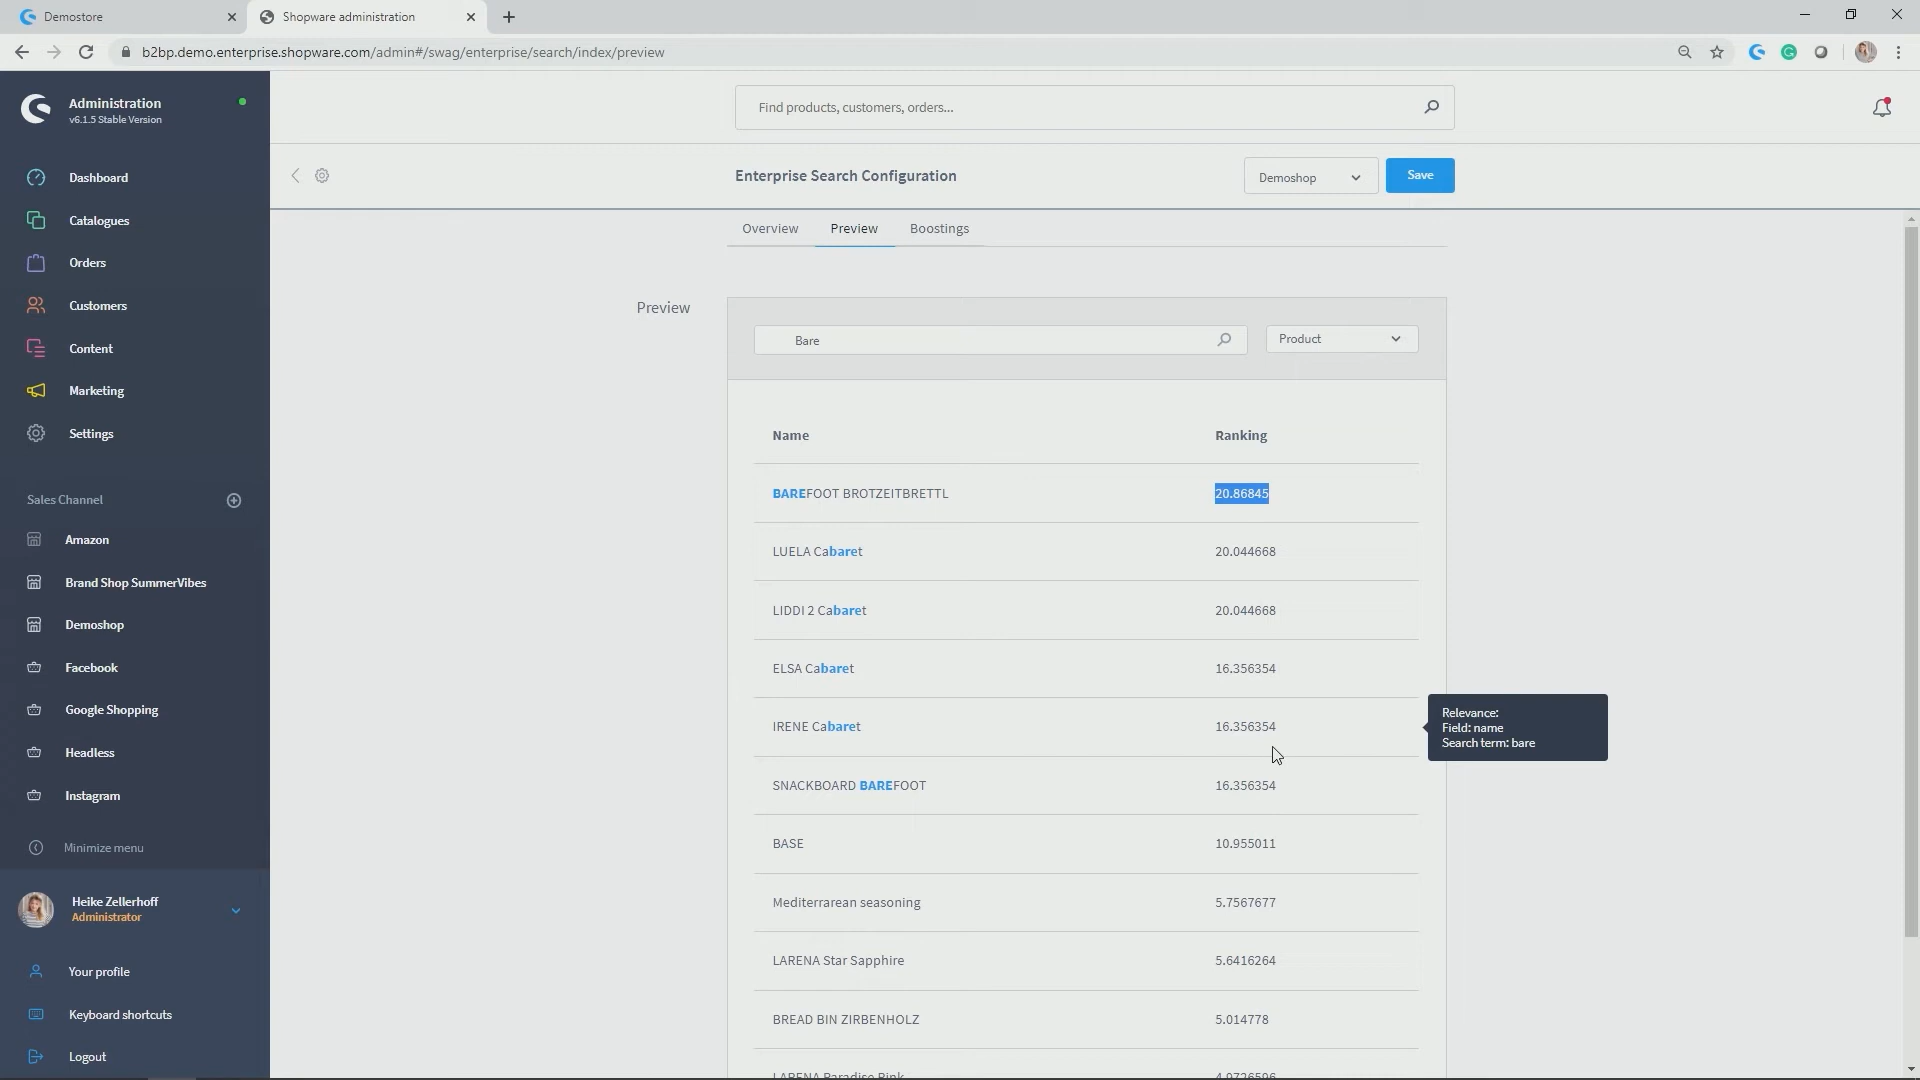 Demostore
Shopware administration
b2bp.demo.enterprise.shopware.com/admin#/swag/enterprise/search/index/preview
Administration
v6.1.5 Stable Version
Find products, customers, orders...
Enterprise Search Configuration
Demoshop
Save
Dashboard
Catalogues
Orders
Customers
Content
Marketing
Settings
Sales Channel
Amazon
Brand Shop SummerVibes
Demoshop
Facebook
Google Shopping
Headless
Instagram
Minimize menu
Heike Zellerhoff
Administrator
Your profile
Keyboard shortcuts
Logout
Overview
Preview
Boostings
Preview
Bare
Product
Name Ranking
BAREFOOT BROTZEITBRETTL 20.86845
LUELA Cabaret 20.044668
LIDDI 2 Cabaret 20.044668
ELSA Cabaret 16.356354
IRENE Cabaret 16.356354
SNACKBOARD BAREFOOT 16.356354
BASE 10.955011
Mediterrarean seasoning 5.7567677
LARENA Star Sapphire 5.6416264
BREAD BIN ZIRBENHOLZ 5.014778
LARENA Paradise Pink 4.9726596
Relevance:
Field: name
Search term: bare